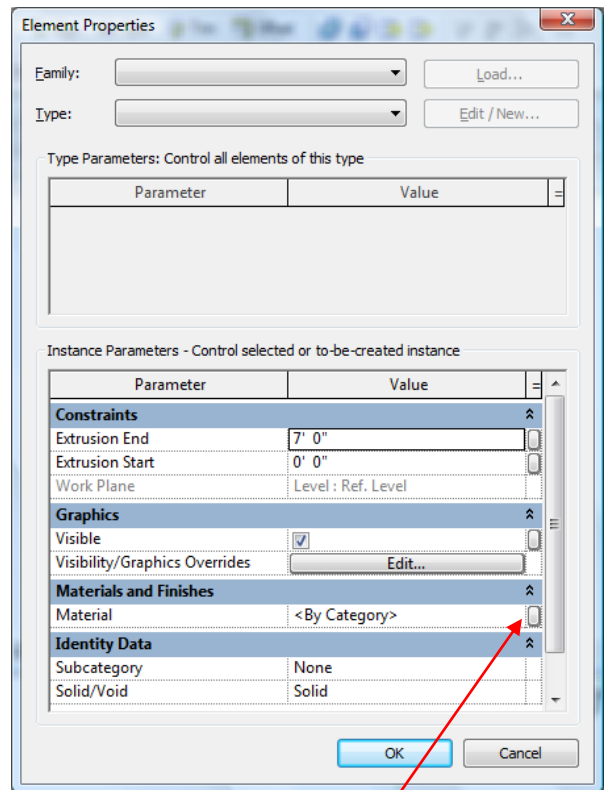 Element Properties
Family:
Load...
Type:
Edit / New...
Type Parameters: Control all elements of this type
Parameter Value =
Instance Parameters - Control selected or to-be-created instance
Parameter Value =
Constraints
Extrusion End 7' 0"
Extrusion Start 0' 0"
Work Plane Level : Ref. Level
Graphics
Visible
Visibility/Graphics Overrides Edit...
Materials and Finishes
Material <By Category>
Identity Data
Subcategory None
Solid/Void Solid
OK Cancel